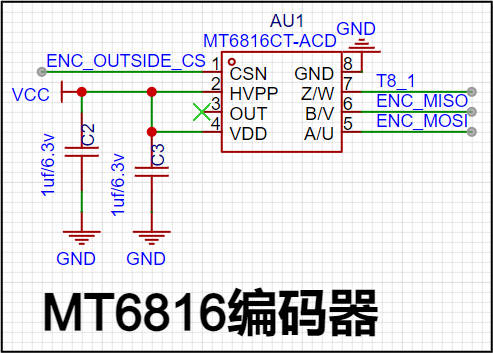 AU1
GND
MT6816CT-ACD
ENC_OUTSIDE_CS
1 CSN GND 8
VCC
2 HVPP Z/W 7 T8_1
3 OUT B/V 6 ENC_MISO
4 VDD A/U 5 ENC_MOSI
C2
1uf/6.3v
C3
1uf/6.3v
GND
GND
MT6816编码器